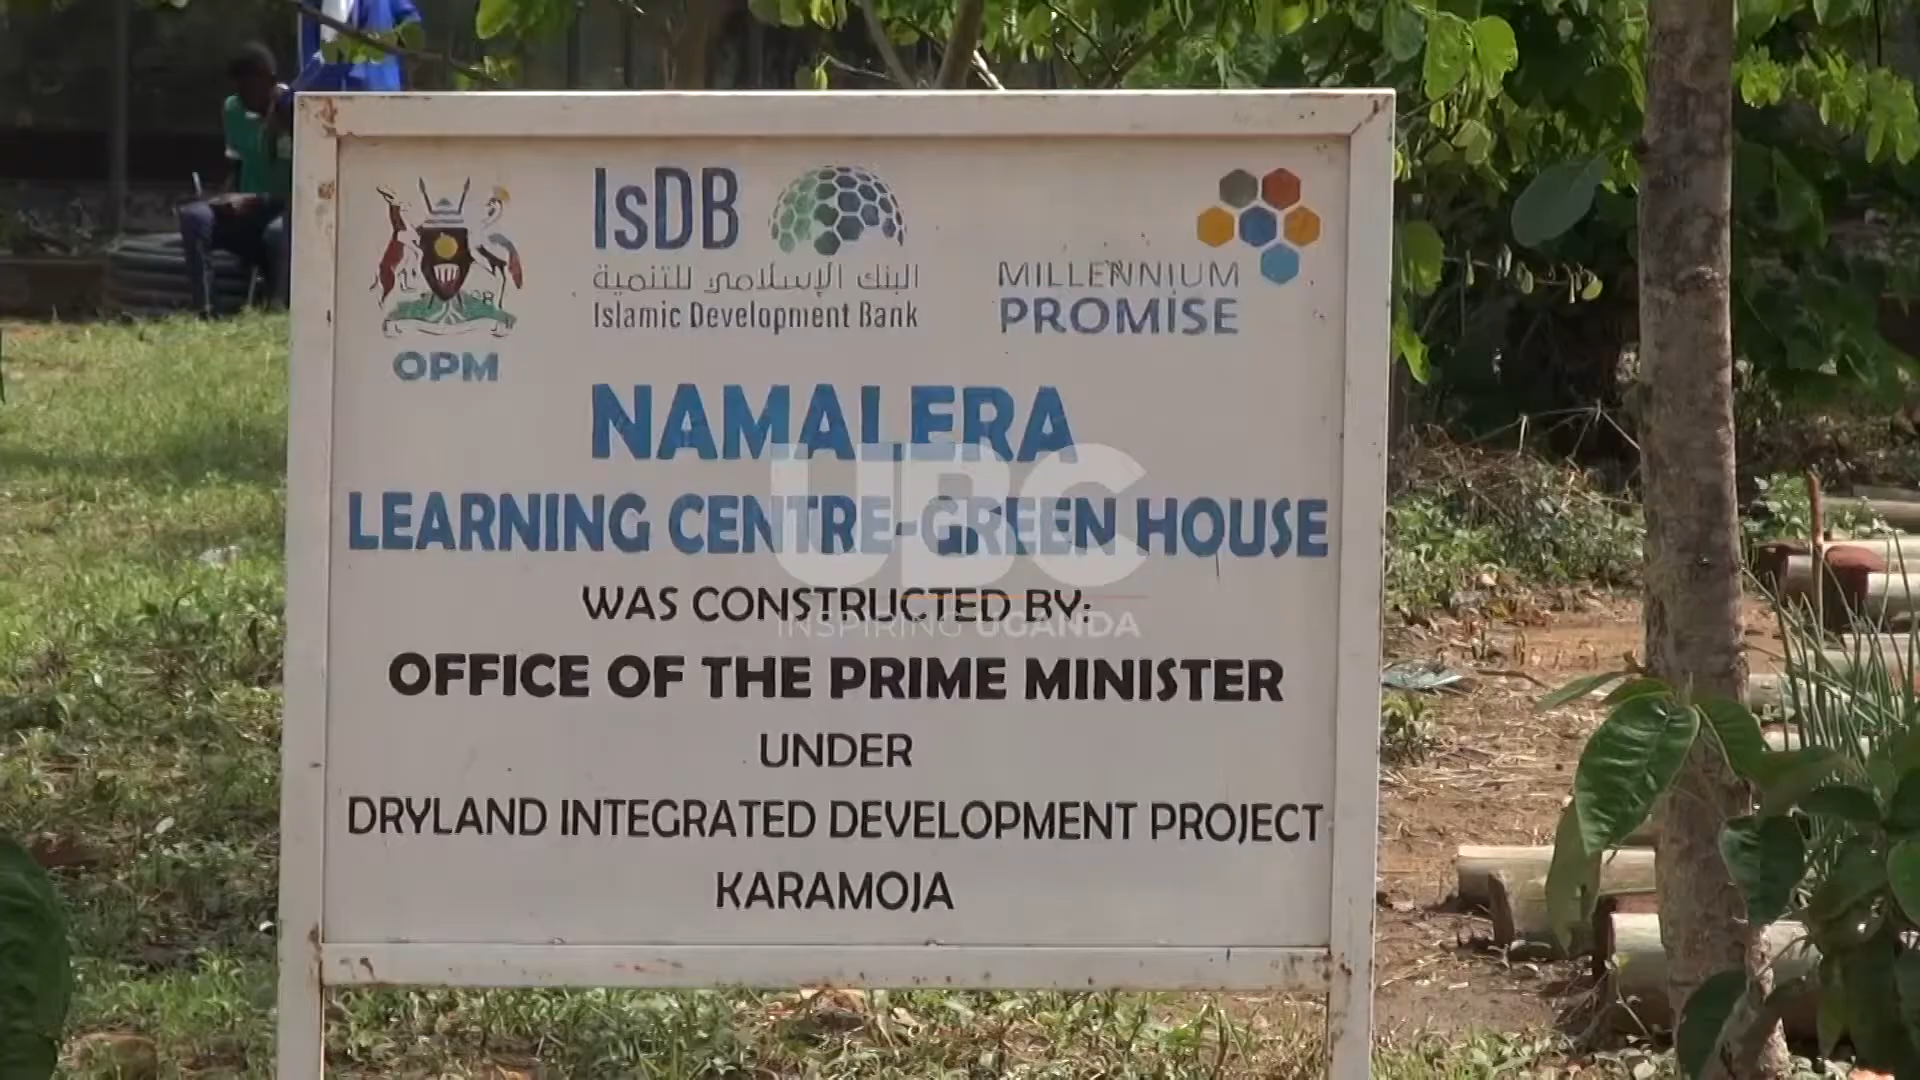 IsDB
البنك الإسلامي للتنمية
Islamic Development Bank
MILLENNIUM
PROMISE
OPM
NAMALERA
LEARNING CENTRE-GREEN HOUSE
WAS CONSTRUCTED BY:
OFFICE OF THE PRIME MINISTER
UNDER
DRYLAND INTEGRATED DEVELOPMENT PROJECT
KARAMOJA
UBC
INSPIRING UGANDA